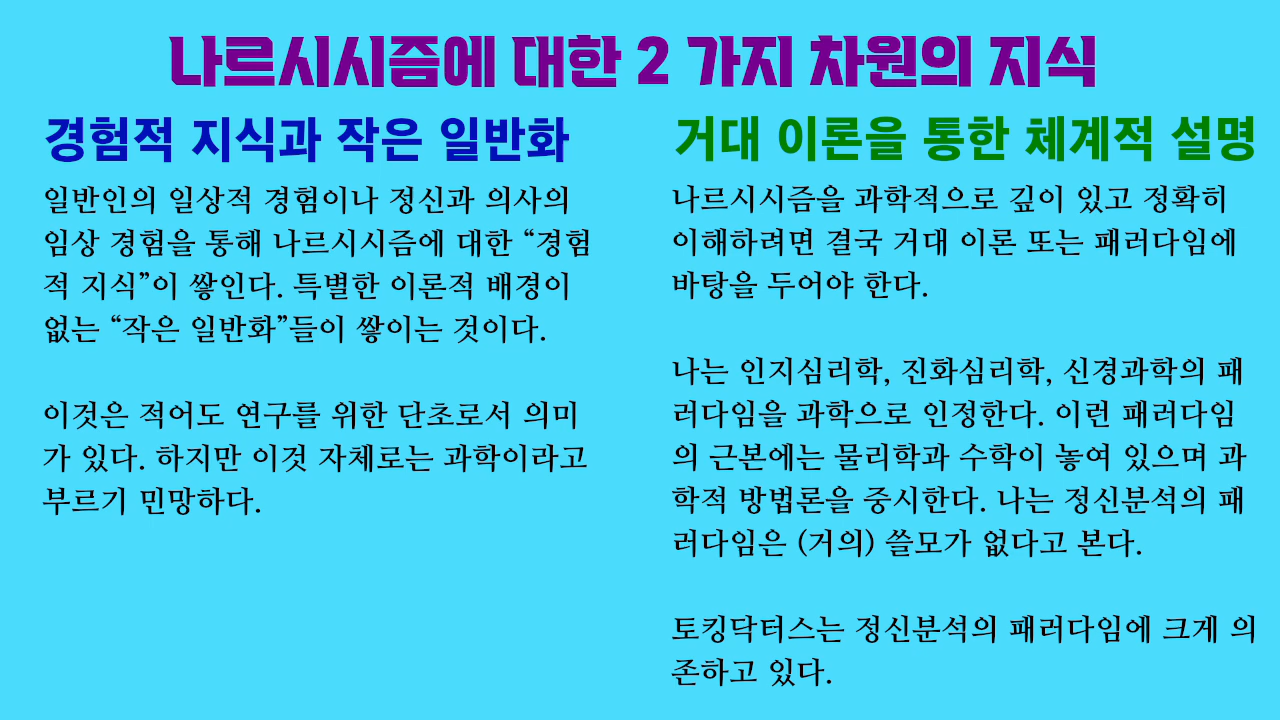 나르시시즘에 대한 2 가지 차원의 지식
경험적 지식과 작은 일반화
일반인의 일상적 경험이나 정신과 의사의
임상 경험을 통해 나르시시즘에 대한 “경험
적 지식”이 쌓인다. 특별한 이론적 배경이
없는 “작은 일반화”들이 쌓이는 것이다.
이것은 적어도 연구를 위한 단초로서 의미
가 있다. 하지만 이것 자체로는 과학이라고
부르기 민망하다.
거대 이론을 통한 체계적 설명
나르시시즘을 과학적으로 깊이 있고 정확히
이해하려면 결국 거대 이론 또는 패러다임에
바탕을 두어야 한다.
나는 인지심리학, 진화심리학, 신경과학의 패
러다임을 과학으로 인정한다. 이런 패러다임
의 근본에는 물리학과 수학이 놓여 있으며 과
학적 방법론을 중시한다. 나는 정신분석의 패
러다임은 (거의) 쓸모가 없다고 본다.
토킹닥터스는 정신분석의 패러다임에 크게 의
존하고 있다.